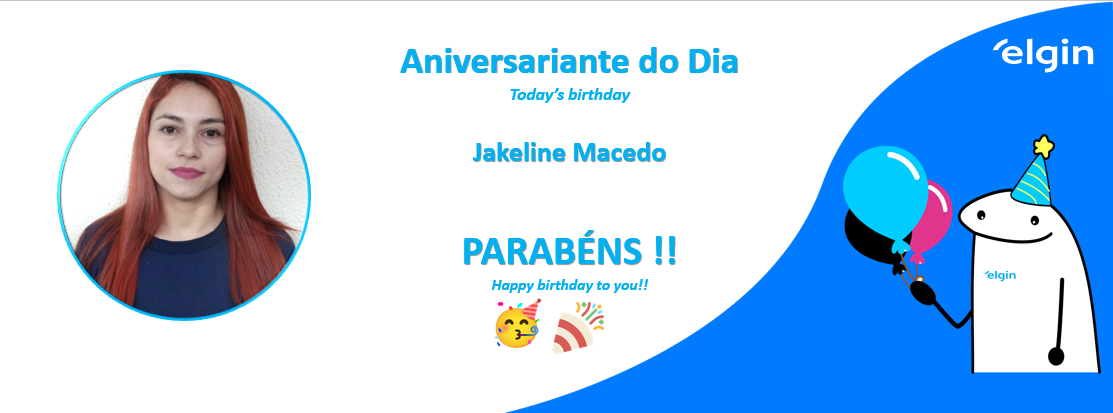 elgin
Aniversariante do Dia
Today's birthday
Jakeline Macedo
PARABÉNS !!
Happy birthday to you!!
elgin